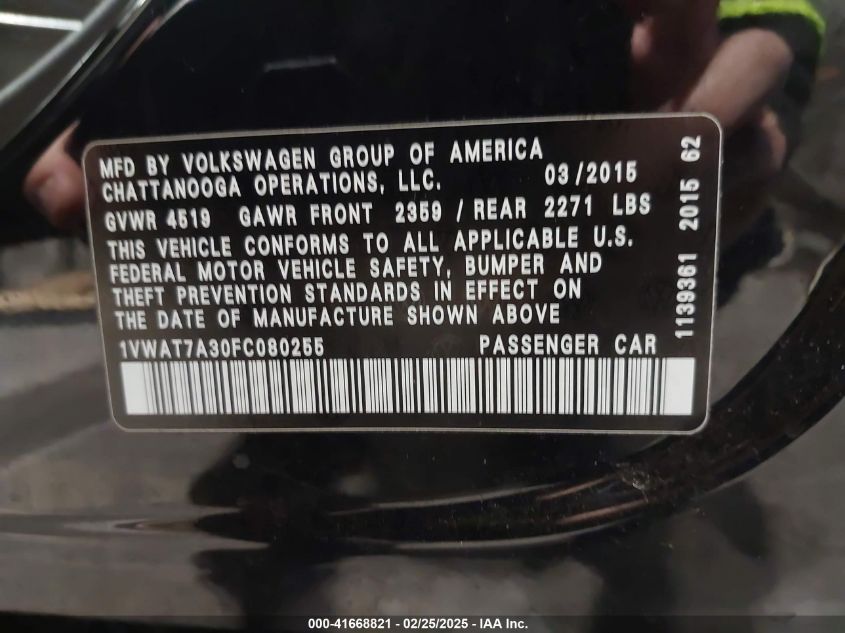 MFD BY VOLKSWAGEN GROUP OF AMERICA
CHATTANOOGA OPERATIONS, LLC. 03/2015
GVWR 4519 GAWR FRONT 2359 / REAR 2271 LBS
THIS VEHICLE CONFORMS TO ALL APPLICABLE U.S.
FEDERAL MOTOR VEHICLE SAFETY, BUMPER AND
THEFT PREVENTION STANDARDS IN EFFECT ON
THE DATE OF MANUFACTURE SHOWN ABOVE
1VWAT7A30FC080255 PASSENGER CAR
1139361 2015 62
000-41668821 / 02/25/2025 - IAA Inc.